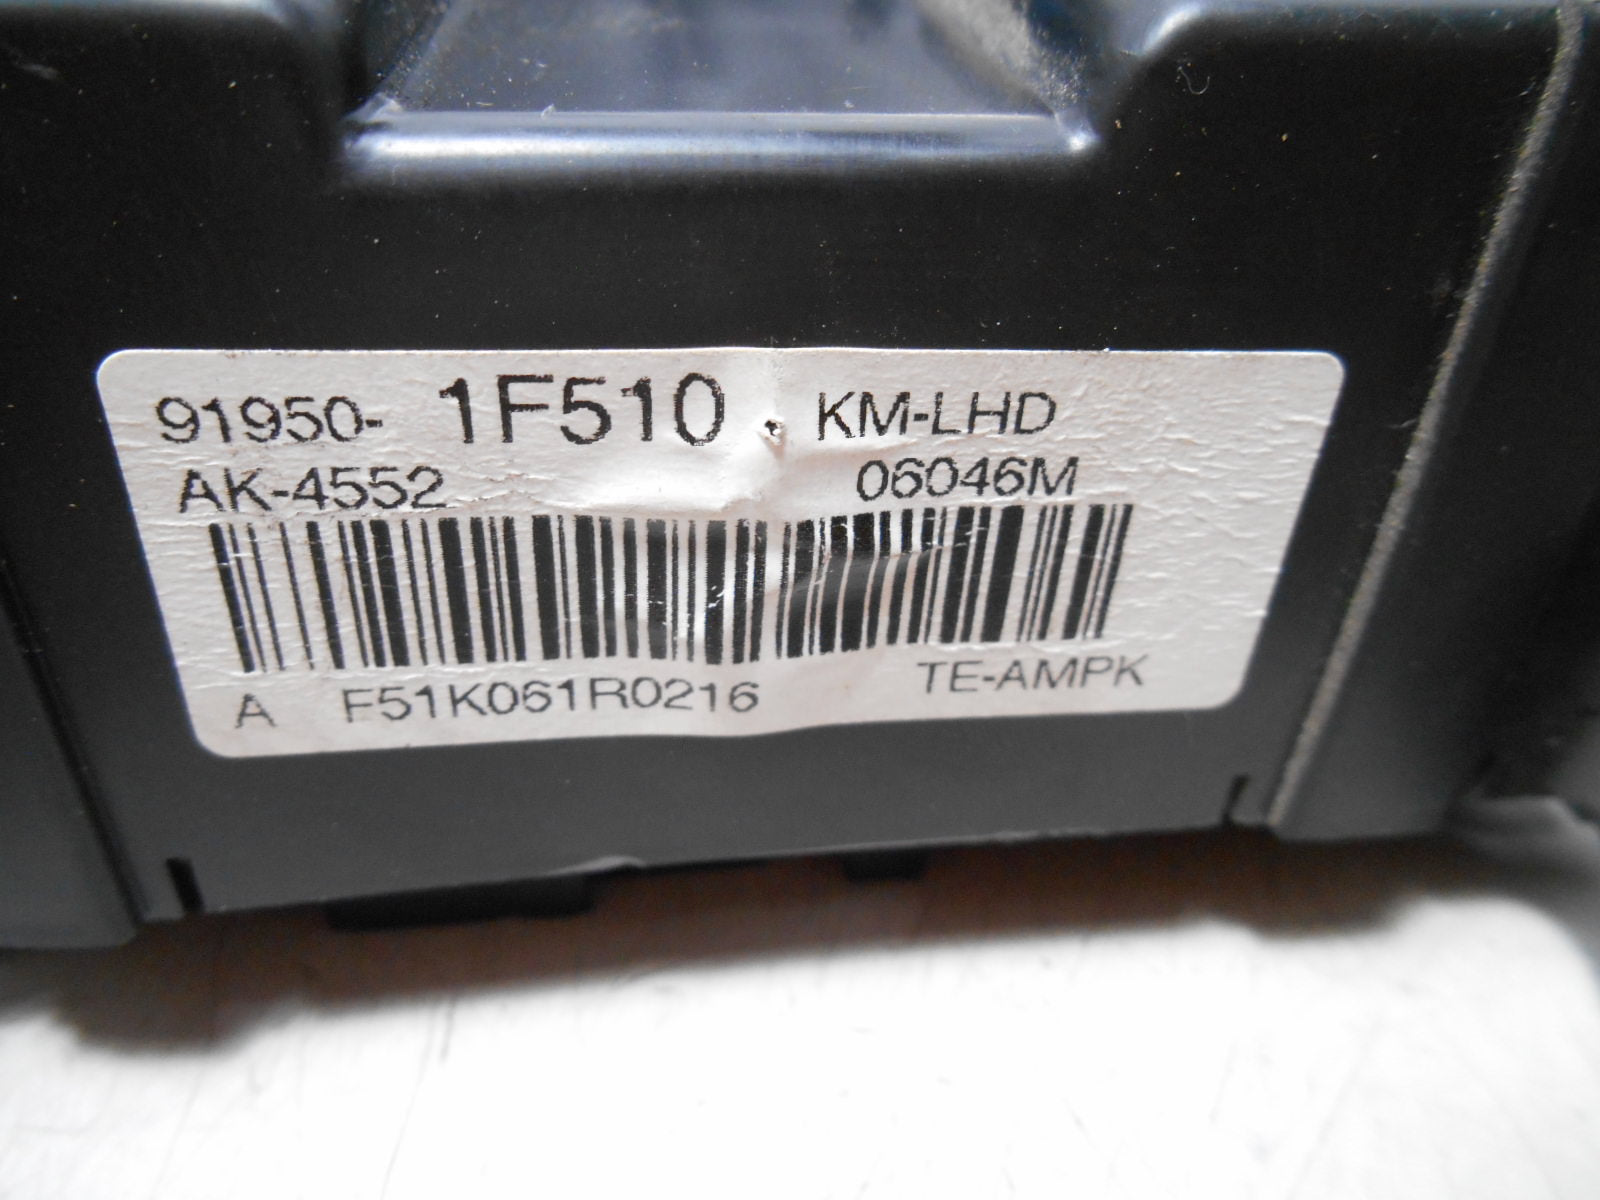 91950- 1F510 KM-LHD
AK-4552 06046M
A F51K061R0216 TE-AMPK